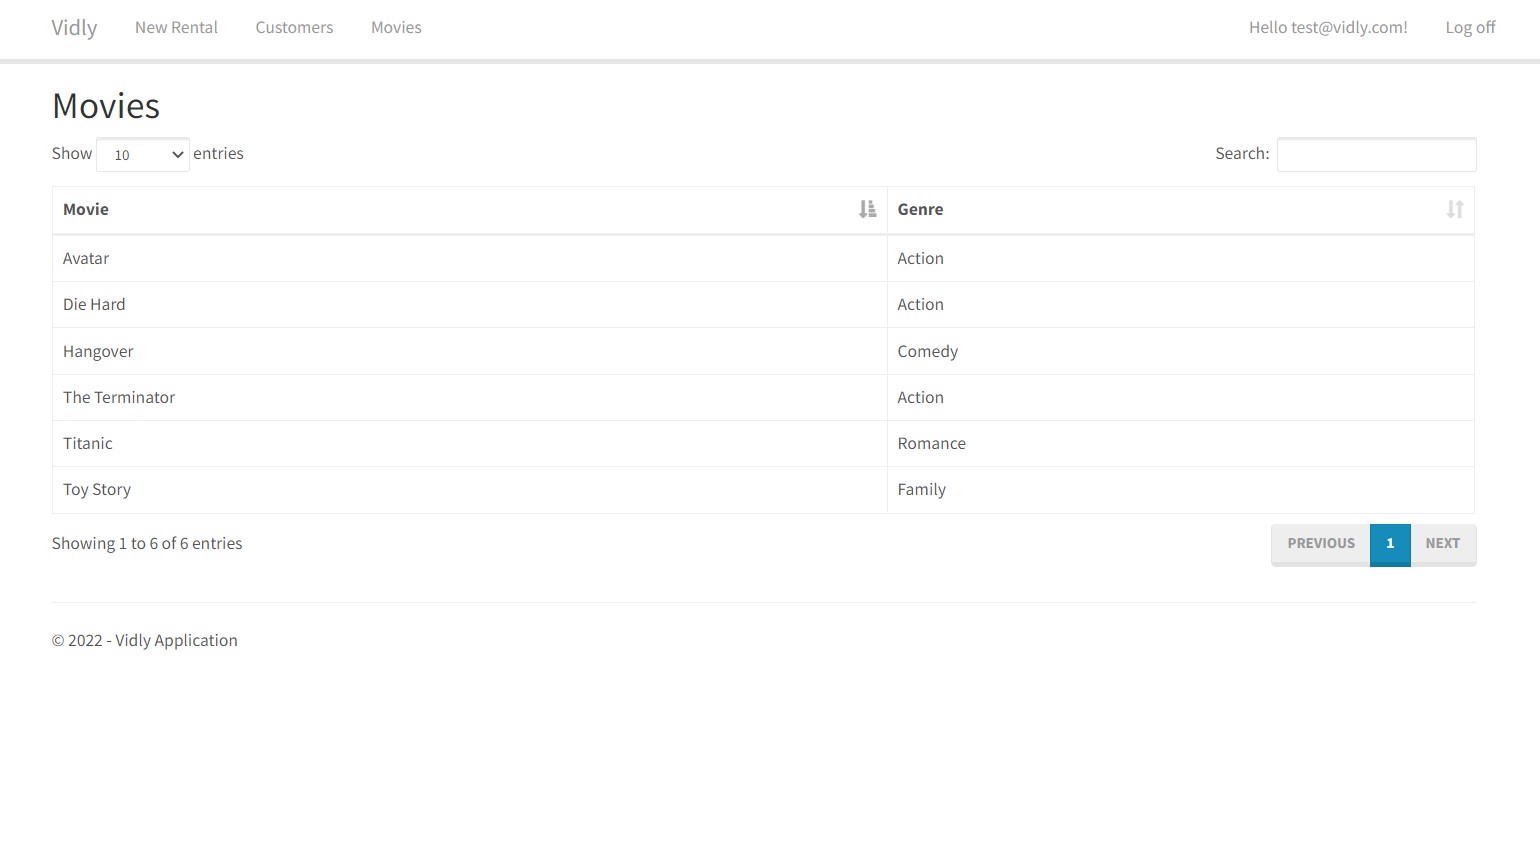 Vidly New Rental Customers Movies Hello test@vidly.com! Log off
Movies
Show 10 entries Search:
Movie Genre
Avatar Action
Die Hard Action
Hangover Comedy
The Terminator Action
Titanic Romance
Toy Story Family
Showing 1 to 6 of 6 entries PREVIOUS 1 NEXT
© 2022 - Vidly Application